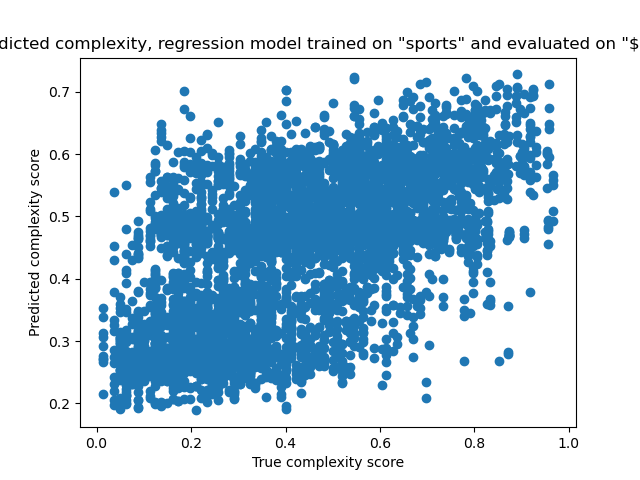 dicted complexity, regression model trained on "sports" and evaluated on "$
0.7
0.6
0.5
0.4
0.3
0.2
Predicted complexity score
0.0 0.2 0.4 0.6 0.8 1.0
True complexity score